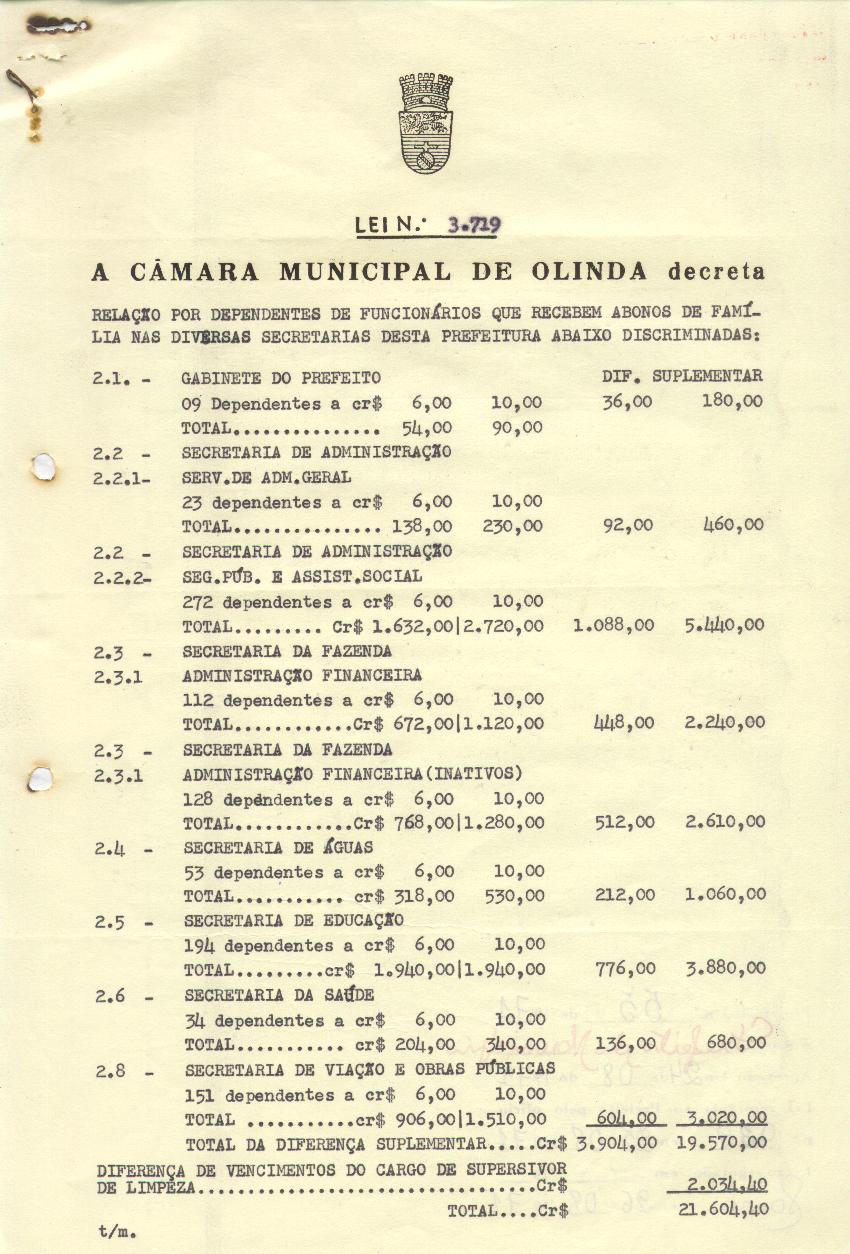 LEI N.º 3.719
A CÂMARA MUNICIPAL DE OLINDA decreta
RELAÇÃO POR DEPENDENTES DE FUNCIONÁRIOS QUE RECEBEM ABONOS DE FAMÍ-
LIA NAS DIVERSAS SECRETARIAS DESTA PREFEITURA ABAIXO DISCRIMINADAS:
2.1. - GABINETE DO PREFEITO DIF. SUPLEMENTAR
09 Dependentes a cr$ 6,00 10,00 36,00 180,00
TOTAL............... 54,00 90,00
2.2 - SECRETARIA DE ADMINISTRAÇÃO
2.2.1- SERV.DE ADM.GERAL
23 dependentes a cr$ 6,00 10,00
TOTAL............... 138,00 230,00 92,00 460,00
2.2 - SECRETARIA DE ADMINISTRAÇÃO
2.2.2- SEG.PÚB. E ASSIST.SOCIAL
272 dependentes a cr$ 6,00 10,00
TOTAL......... Cr$ 1.632,00|2.720,00 1.088,00 5.440,00
2.3 - SECRETARIA DA FAZENDA
2.3.1 ADMINISTRAÇÃO FINANCEIRA
112 dependentes a cr$ 6,00 10,00
TOTAL............Cr$ 672,00|1.120,00 448,00 2.240,00
2.3 - SECRETARIA DA FAZENDA
2.3.1 ADMINISTRAÇÃO FINANCEIRA(INATIVOS)
128 dependentes a cr$ 6,00 10,00
TOTAL............Cr$ 768,00|1.280,00 512,00 2.610,00
2.4 - SECRETARIA DE ÁGUAS
53 dependentes a cr$ 6,00 10,00
TOTAL........... cr$ 318,00 530,00 212,00 1.060,00
2.5 - SECRETARIA DE EDUCAÇÃO
194 dependentes a cr$ 6,00 10,00
TOTAL.........cr$ 1.940,00|1.940,00 776,00 3.880,00
2.6 - SECRETARIA DA SAÚDE
34 dependentes a cr$ 6,00 10,00
TOTAL........... cr$ 204,00 340,00 136,00 680,00
2.8 - SECRETARIA DE VIAÇÃO E OBRAS PÚBLICAS
151 dependentes a cr$ 6,00 10,00
TOTAL ...........cr$ 906,00|1.510,00 604,00 3.020,00
TOTAL DA DIFERENÇA SUPLEMENTAR.....Cr$ 3.904,00 19.570,00
DIFERENÇA DE VENCIMENTOS DO CARGO DE SUPERSIVOR
DE LIMPEZA..................................Cr$ 2.034,40
TOTAL....Cr$ 21.604,40
t/m.